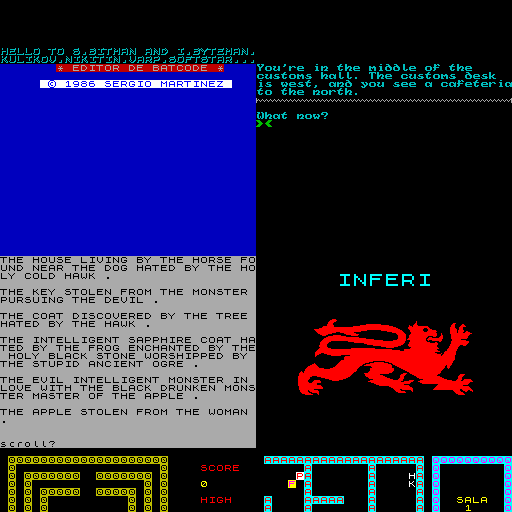 HELLO TO S.BITMAN AND I.BYTEMAN.
KULIKOV.NIKITIN.VARP.SOFTSTAR...
* EDITOR DE BATCODE *
© 1986 SERGIO MARTINEZ
You're in the middle of the
customs hall. The customs desk
is west, and you see a cafeteria
to the north.
What now?
THE HOUSE LIVING BY THE HORSE FO
UND NEAR THE DOG HATED BY THE HO
LY COLD HAWK .
THE KEY STOLEN FROM THE MONSTER
PURSUING THE DEVIL .
THE COAT DISCOVERED BY THE TREE
HATED BY THE HAWK .
THE INTELLIGENT SAPPHIRE COAT HA
TED BY THE FROG ENCHANTED BY THE
HOLY BLACK STONE WORSHIPPED BY
THE STUPID ANCIENT OGRE .
THE EVIL INTELLIGENT MONSTER IN
LOVE WITH THE BLACK DRUNKEN MONS
TER MASTER OF THE APPLE .
THE APPLE STOLEN FROM THE WOMAN
.
scroll?
INFERI
SCORE
0
HIGH
P
F
H
K
SALA
1